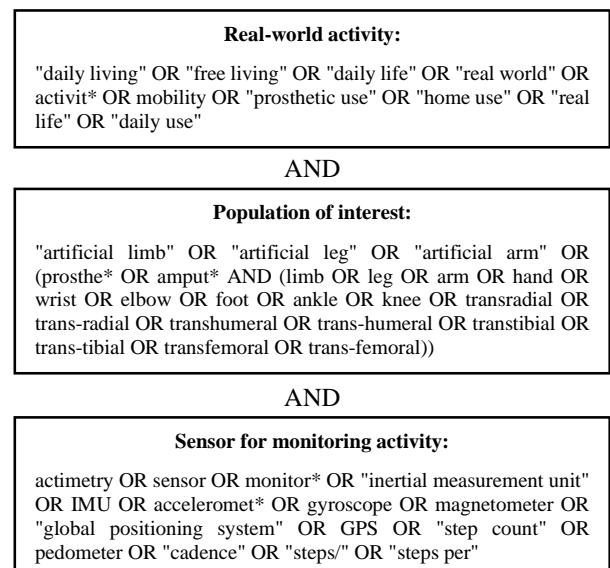 Real-world activity:
"daily living" OR "free living" OR "daily life" OR "real world" OR
activit* OR mobility OR "prosthetic use" OR "home use" OR "real
life" OR "daily use"
AND
Population of interest:
"artificial limb" OR "artificial leg" OR "artificial arm" OR
(prosthe* OR amput* AND (limb OR leg OR arm OR hand OR
wrist OR elbow OR foot OR ankle OR knee OR transradial OR
trans-radial OR transhumeral OR trans-humeral OR transtibial OR
trans-tibial OR transfemoral OR trans-femoral))
AND
Sensor for monitoring activity:
actimetry OR sensor OR monitor* OR "inertial measurement unit"
OR IMU OR acceleromet* OR gyroscope OR magnetometer OR
"global positioning system" OR GPS OR "step count" OR
pedometer OR "cadence" OR "steps/" OR "steps per"